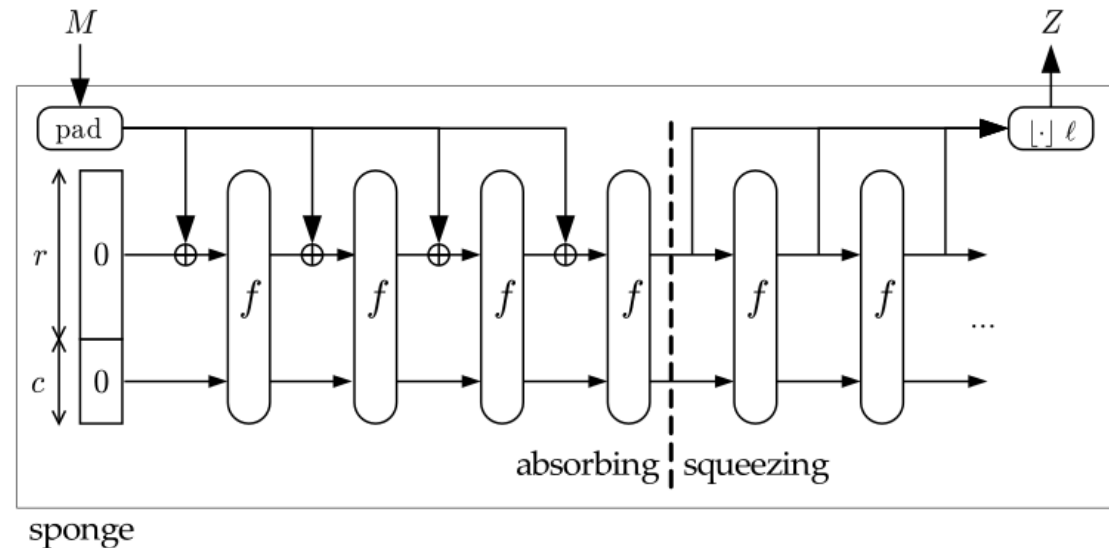 M Z
pad ⌊·⌋ ℓ
r 0 f f f f f f
...
c 0
absorbing squeezing
sponge